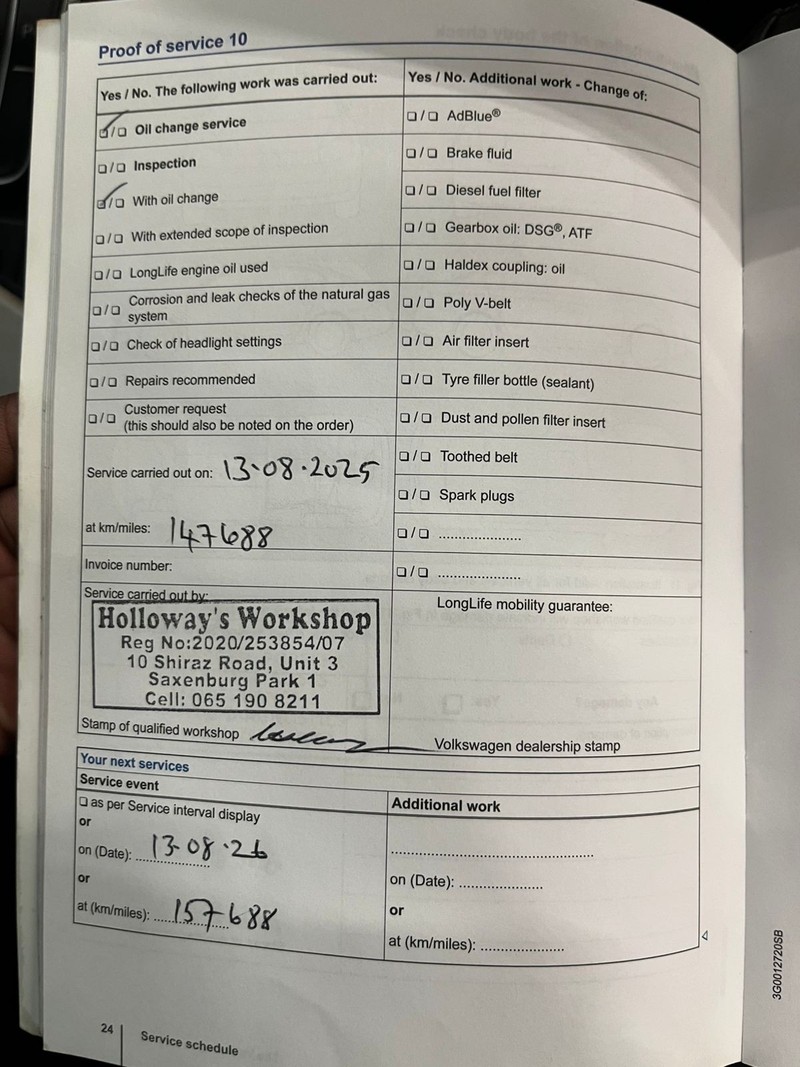 Proof of service 10
Yes / No. The following work was carried out:
☑/☐ Oil change service
☐/☐ Inspection
☑/☐ With oil change
☐/☐ With extended scope of inspection
☐/☐ LongLife engine oil used
☐/☐ Corrosion and leak checks of the natural gas
system
☐/☐ Check of headlight settings
☐/☐ Repairs recommended
☐/☐ Customer request
(this should also be noted on the order)
Service carried out on: 13-08-2025
at km/miles: 147688
Invoice number:
Service carried out by:
Holloway's Workshop
Reg No:2020/253854/07
10 Shiraz Road, Unit 3
Saxenburg Park 1
Cell: 065 190 8211
Stamp of qualified workshop
Yes / No. Additional work - Change of:
☐/☐ AdBlue®
☐/☐ Brake fluid
☐/☐ Diesel fuel filter
☐/☐ Gearbox oil: DSG®, ATF
☐/☐ Haldex coupling: oil
☐/☐ Poly V-belt
☐/☐ Air filter insert
☐/☐ Tyre filler bottle (sealant)
☐/☐ Dust and pollen filter insert
☐/☐ Toothed belt
☐/☐ Spark plugs
☐/☐ ......................
☐/☐ ......................
LongLife mobility guarantee:
Volkswagen dealership stamp
Your next services
Service event
☐ as per Service interval display
or
on (Date): 13-08-26
or
at (km/miles): 157688
Additional work
......................................................
on (Date): ......................
or
at (km/miles): ......................
3G0012720SB
24
Service schedule